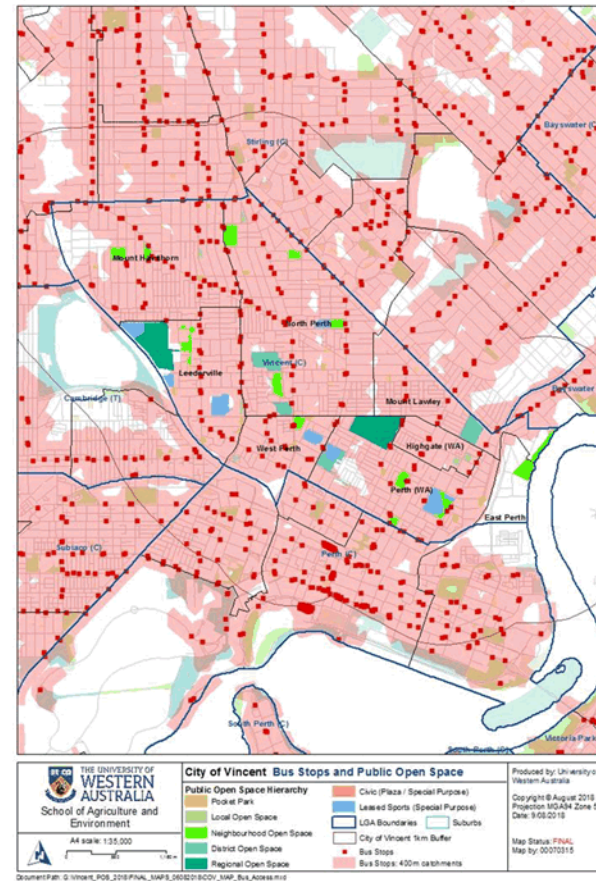 Stirling (C)
Bayswater (C
Mount Hawthorn
North Perth
Leederville
Vincent (C)
Cambridge (T)
Mount Lawley
Bayswater
West Perth
Highgate (WA)
Perth (WA)
East Perth
Subiaco (C)
Perth (C)
South Perth (C)
Victoria Park
South Perth (C)
THE UNIVERSITY OF
WESTERN
AUSTRALIA
School of Agriculture and
Environment
A4 scale: 1:35,000
City of Vincent Bus Stops and Public Open Space
Public Open Space Hierarchy
Pocket Park
Local Open Space
Neighbourhood Open Space
District Open Space
Regional Open Space
Civic (Plaza / Special Purpose)
Leased Sports (Special Purpose)
LGA Boundaries
Suburbs
City of Vincent 1km Buffer
Bus Stops
Bus Stops: 400m catchments
Produced by: University of
Western Australia
Copyright © August 2018
Projection MGA94 Zone 5
Date: 9/08/2018
Map Status: FINAL
Map by: 00070315